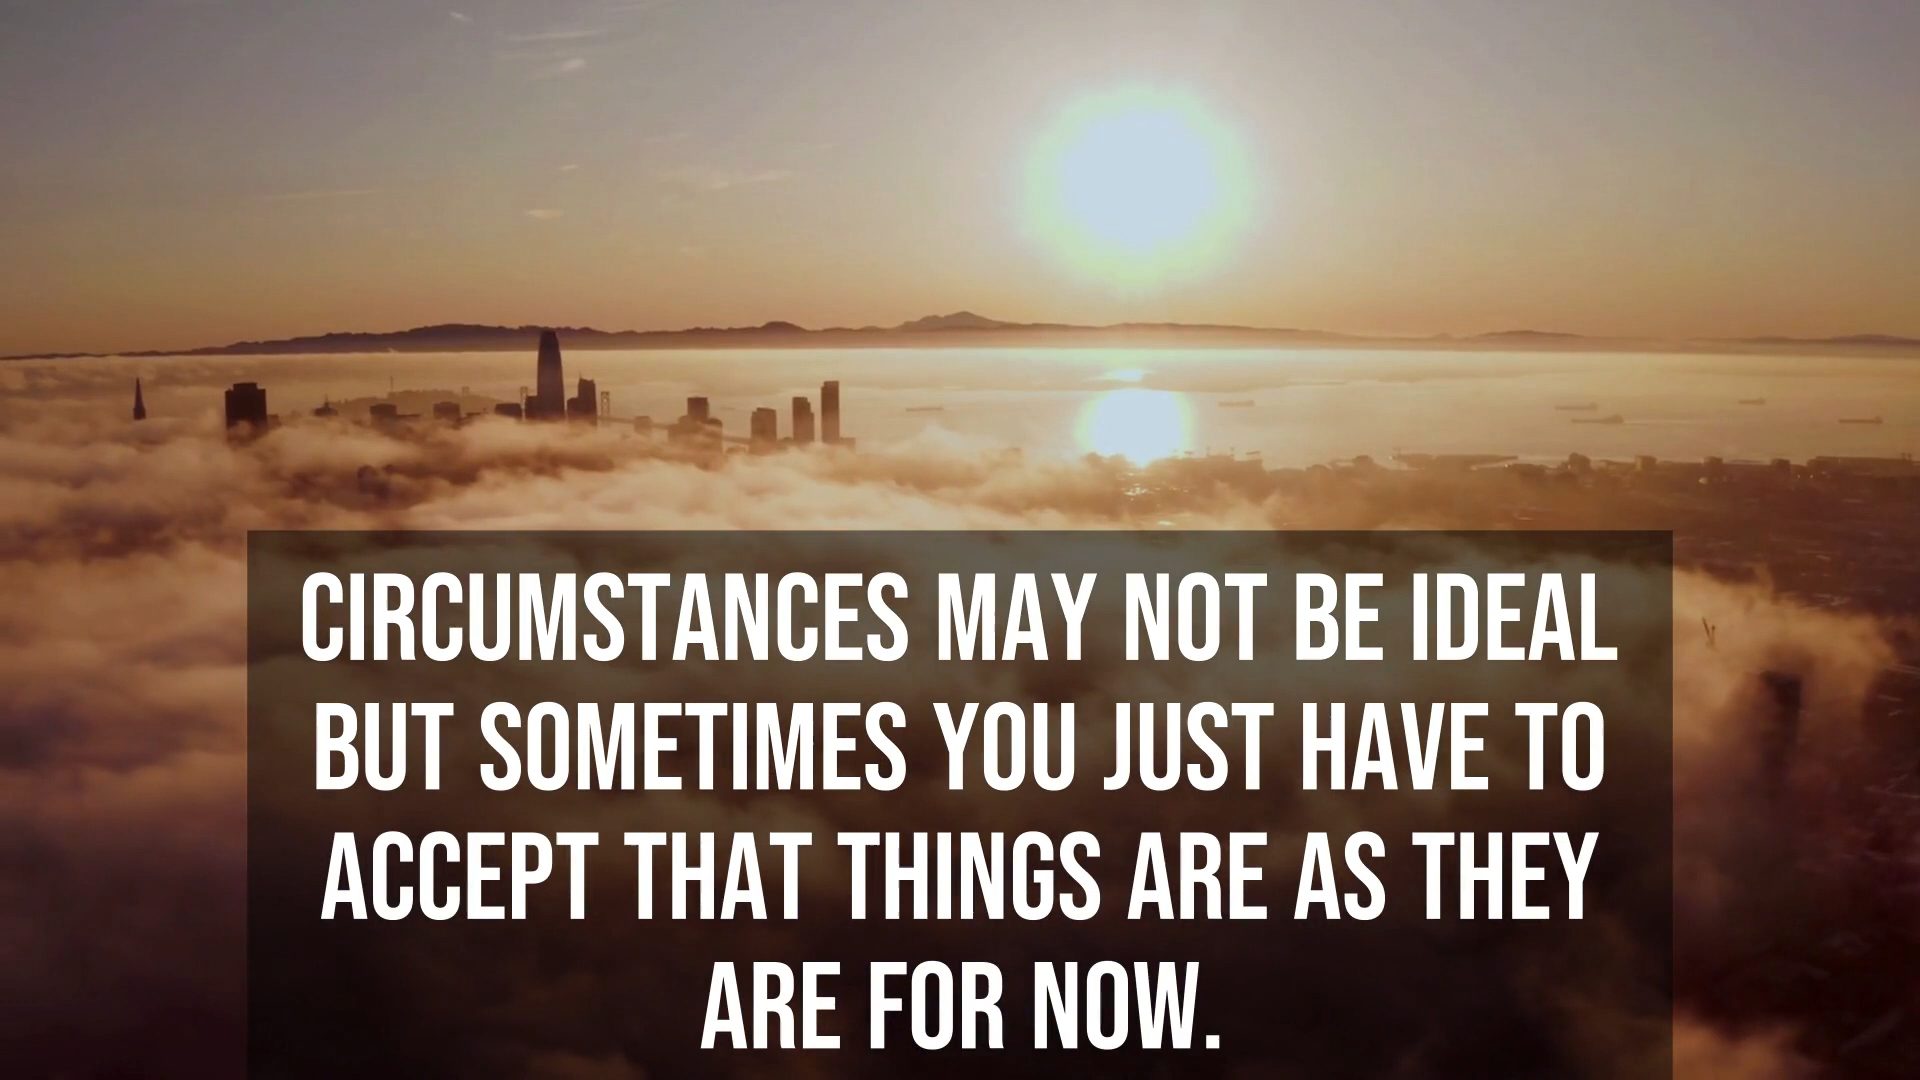 CIRCUMSTANCES MAY NOT BE IDEAL
BUT SOMETIMES YOU JUST HAVE TO
ACCEPT THAT THINGS ARE AS THEY
ARE FOR NOW.